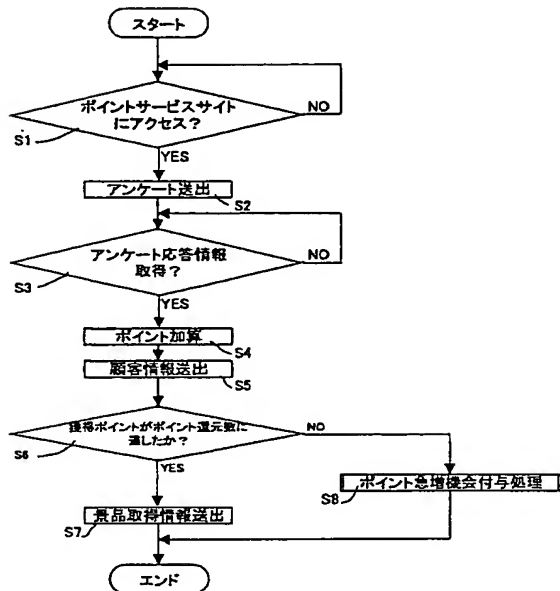 スタート
ポイントサービスサイト
にアクセス?
NO
S1
YES
アンケート送出
S2
アンケート応答情報
取得?
NO
S3
YES
ポイント加算
S4
顧客情報送出
S5
獲得ポイントがポイント還元数に
達したか?
NO
S6
YES
ポイント急増機会付与処理
S8
景品取得情報送出
S7
エンド